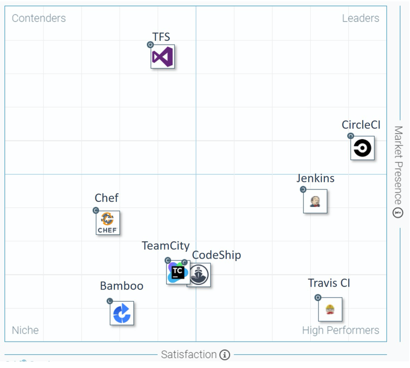 Contenders
Leaders
TFS
CircleCI
Jenkins
Chef
CHEF
TeamCity
TC
CodeShip
Bamboo
Travis CI
Niche
High Performers
Satisfaction
Market Presence